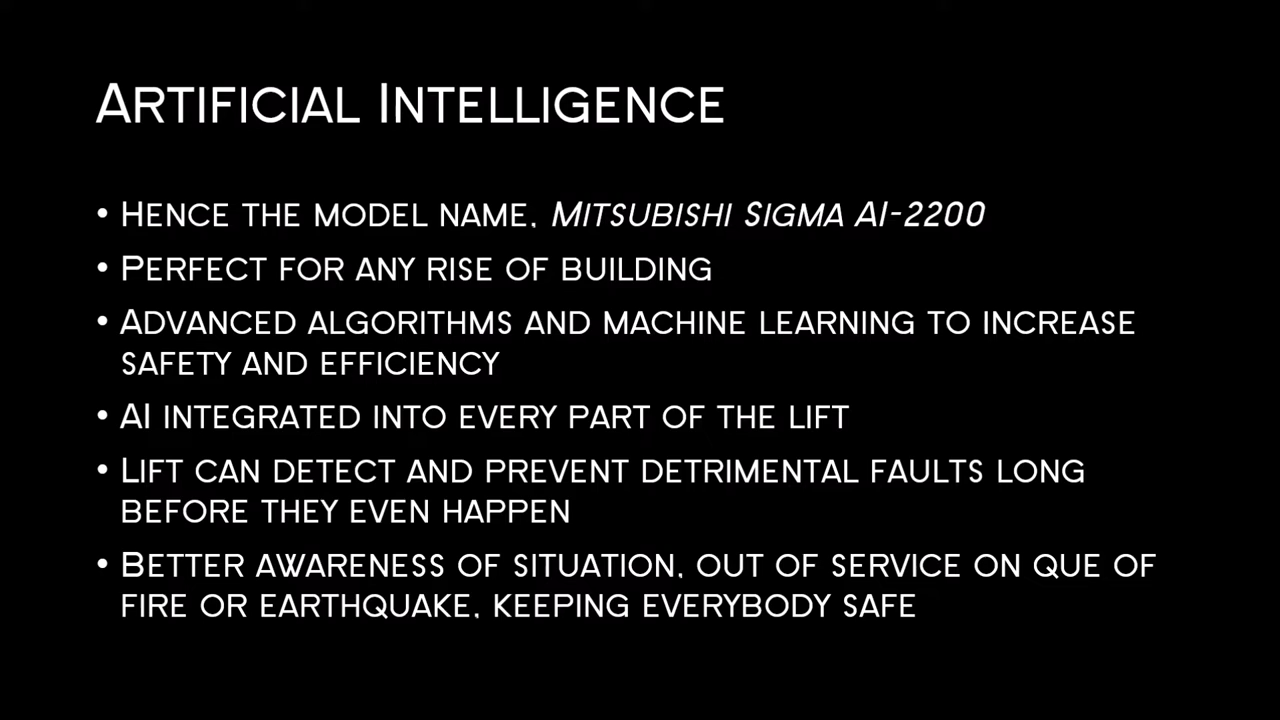 Artificial Intelligence
• Hence the model name, Mitsubishi Sigma AI-2200
• Perfect for any rise of building
• Advanced algorithms and machine learning to increase
safety and efficiency
• AI integrated into every part of the lift
• Lift can detect and prevent detrimental faults long
before they even happen
• Better awareness of situation, out of service on que of
fire or earthquake, keeping everybody safe